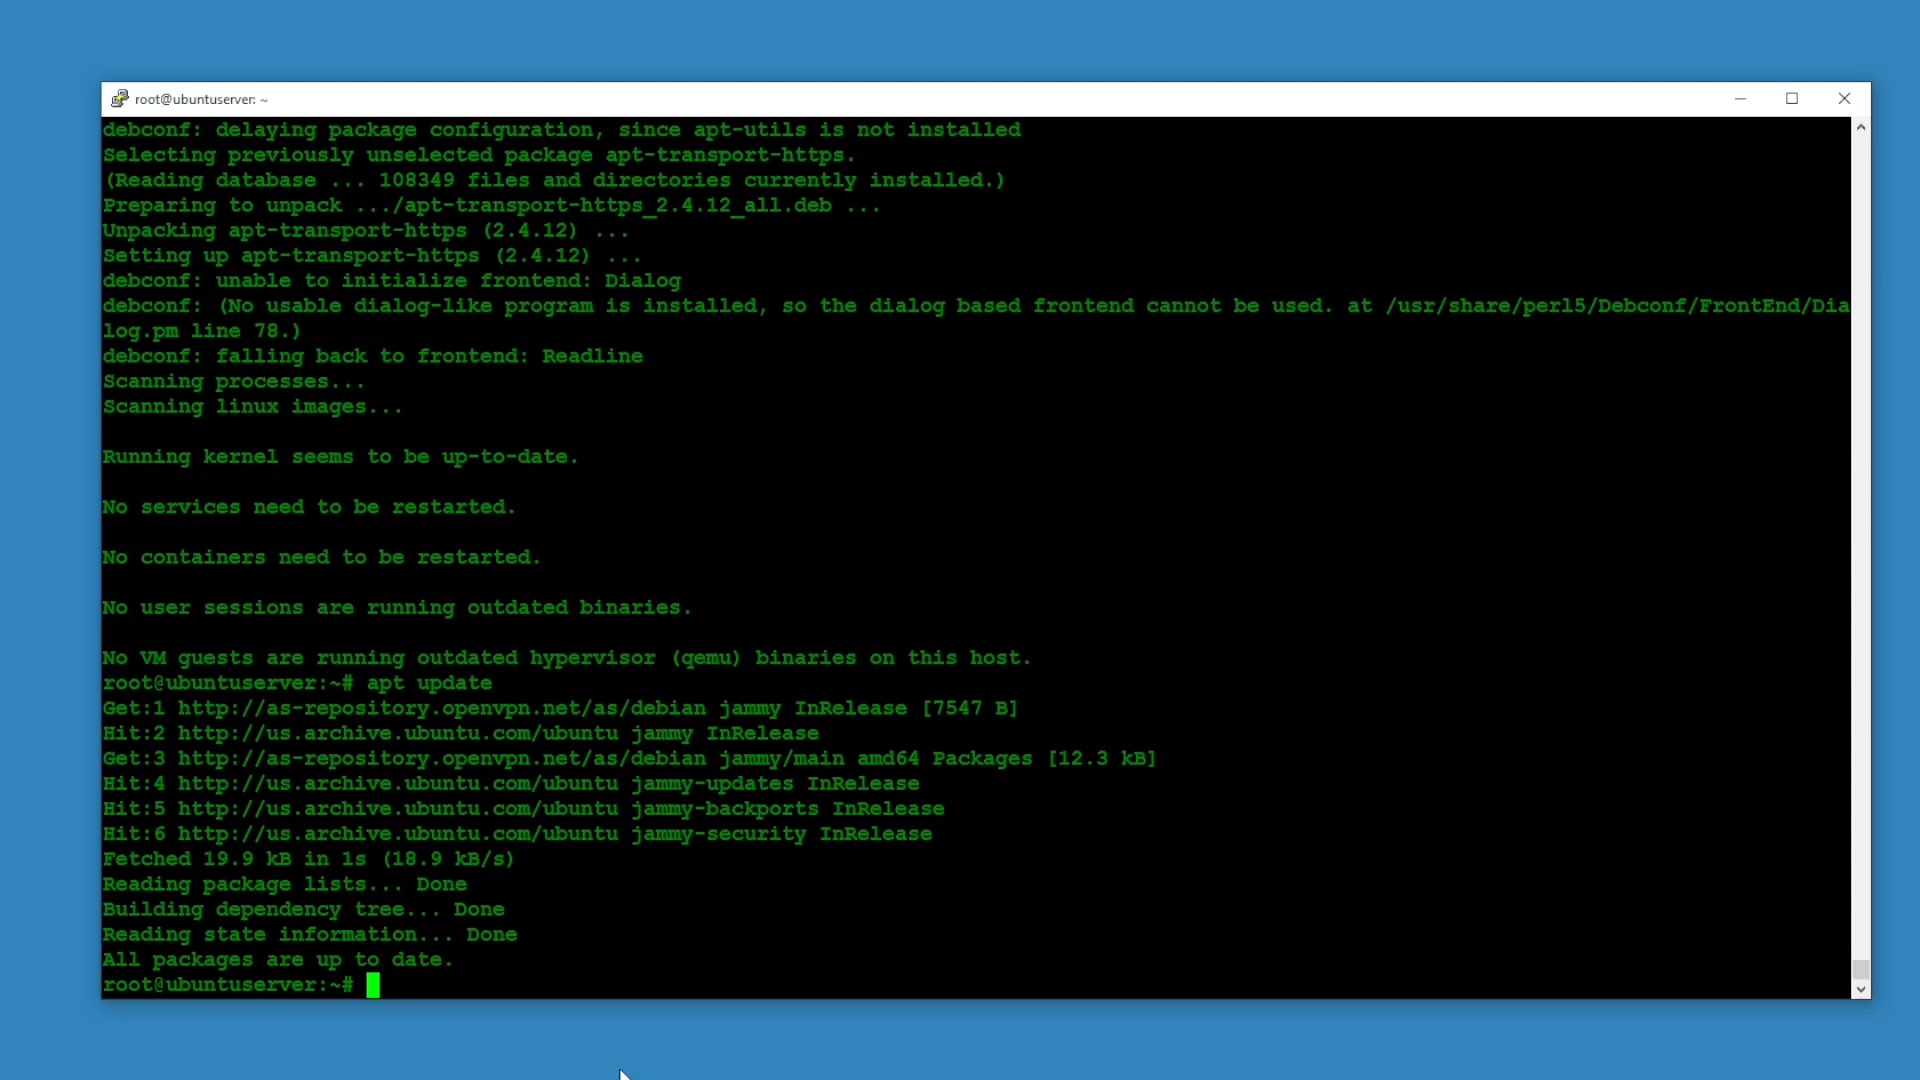 root@ubuntuserver: ~
debconf: delaying package configuration, since apt-utils is not installed
Selecting previously unselected package apt-transport-https.
(Reading database ... 108349 files and directories currently installed.)
Preparing to unpack .../apt-transport-https_2.4.12_all.deb ...
Unpacking apt-transport-https (2.4.12) ...
Setting up apt-transport-https (2.4.12) ...
debconf: unable to initialize frontend: Dialog
debconf: (No usable dialog-like program is installed, so the dialog based frontend cannot be used. at /usr/share/perl5/Debconf/FrontEnd/Dia
log.pm line 78.)
debconf: falling back to frontend: Readline
Scanning processes...
Scanning linux images...
Running kernel seems to be up-to-date.
No services need to be restarted.
No containers need to be restarted.
No user sessions are running outdated binaries.
No VM guests are running outdated hypervisor (qemu) binaries on this host.
root@ubuntuserver:~# apt update
Get:1 http://as-repository.openvpn.net/as/debian jammy InRelease [7547 B]
Hit:2 http://us.archive.ubuntu.com/ubuntu jammy InRelease
Get:3 http://as-repository.openvpn.net/as/debian jammy/main amd64 Packages [12.3 kB]
Hit:4 http://us.archive.ubuntu.com/ubuntu jammy-updates InRelease
Hit:5 http://us.archive.ubuntu.com/ubuntu jammy-backports InRelease
Hit:6 http://us.archive.ubuntu.com/ubuntu jammy-security InRelease
Fetched 19.9 kB in 1s (18.9 kB/s)
Reading package lists... Done
Building dependency tree... Done
Reading state information... Done
All packages are up to date.
root@ubuntuserver:~#